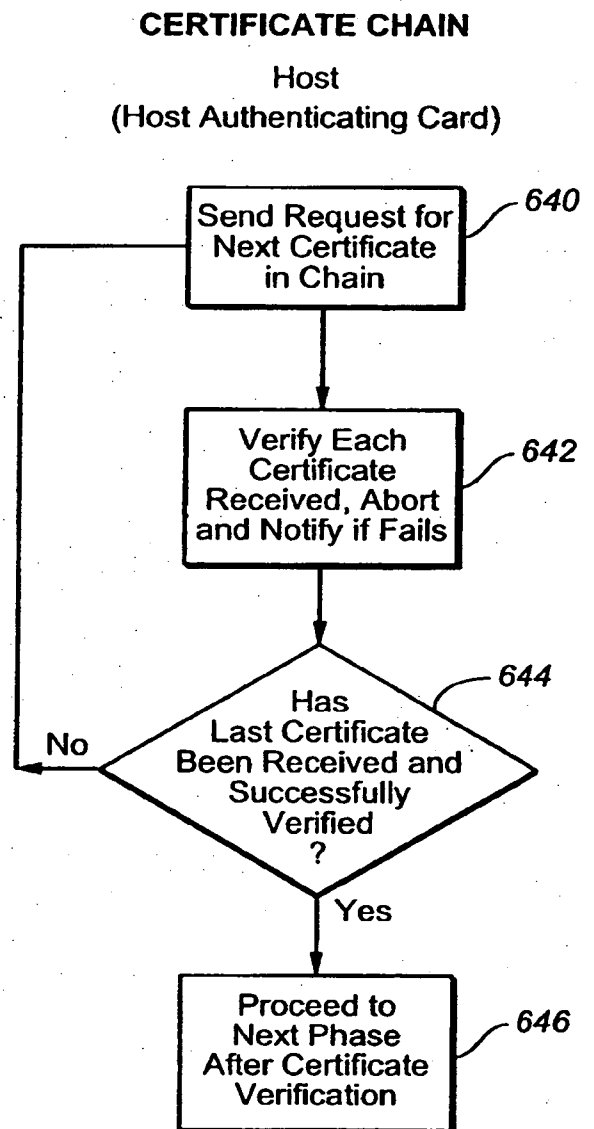 CERTIFICATE CHAIN
Host
(Host Authenticating Card)
Send Request for
Next Certificate
in Chain
640
Verify Each
Certificate
Received, Abort
and Notify if Fails
642
Has
Last Certificate
Been Received and
Successfully
Verified
?
644
No
Yes
Proceed to
Next Phase
After Certificate
Verification
646